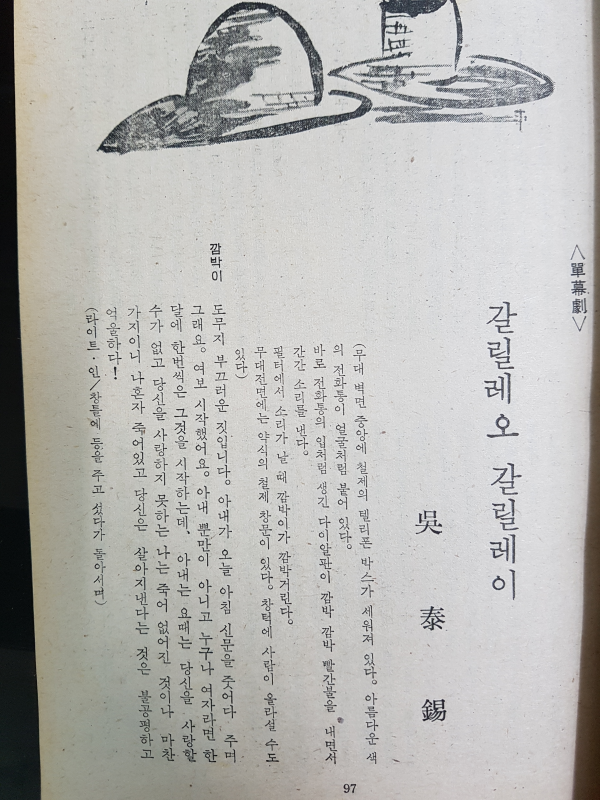 〈單幕劇〉
갈릴레오 갈릴레이
吳泰錫
(무대 벽면 중앙에 철제의 텔리폰 박스가 세워져 있다。아름다운 색
의 전화통이 얼굴처럼 붙어 있다。
바로 전화통의 입처럼 생긴 다이알판이 깜박 깜박 빨간불을 내면서
간간 소리를 낸다。
필터에서 소리가 날 때 깜박이가 깜박거린다。
무대전면에는 약식의 철제 창문이 있다。창턱에 사람이 올라설 수도
있다)
깜박이
도무지 부끄러운 짓입니다。아내가 오늘 아침 신문을 줏어다 주며
그래요。여보 시작했어요。아내 뿐만이 아니고 누구나 여자라면 한
달에 한번씩은 그것을 시작하는데、아내는 요때는 당신을 사랑할
수가 없고 당신을 사랑하지 못하는 나는 죽어 없어진 것이나 마찬
가지이니 나혼자 죽어있고 당신은 살아지낸다는 것은 불공평하고
억울하다!
(라이트·인/창틀에 등을 주고 섰다가 돌아서며)
97